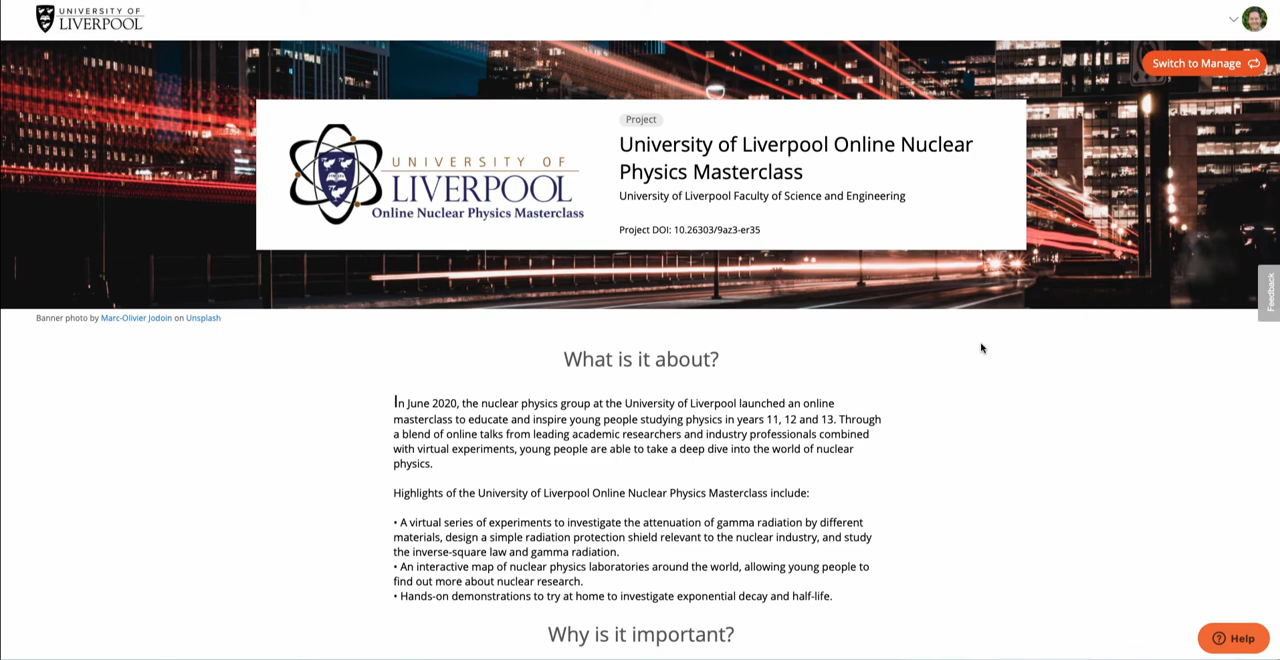 UNIVERSITY OF
LIVERPOOL
Switch to Manage
Project
University of Liverpool Online Nuclear
Physics Masterclass
University of Liverpool Faculty of Science and Engineering
Project DOI: 10.26303/9az3-er35
UNIVERSITY OF
LIVERPOOL
Online Nuclear Physics Masterclass
Feedback
Banner photo by Marc-Olivier Jodoin on Unsplash
What is it about?
In June 2020, the nuclear physics group at the University of Liverpool launched an online
masterclass to educate and inspire young people studying physics in years 11, 12 and 13. Through
a blend of online talks from leading academic researchers and industry professionals combined
with virtual experiments, young people are able to take a deep dive into the world of nuclear
physics.
Highlights of the University of Liverpool Online Nuclear Physics Masterclass include:
• A virtual series of experiments to investigate the attenuation of gamma radiation by different
materials, design a simple radiation protection shield relevant to the nuclear industry, and study
the inverse-square law and gamma radiation.
• An interactive map of nuclear physics laboratories around the world, allowing young people to
find out more about nuclear research.
• Hands-on demonstrations to try at home to investigate exponential decay and half-life.
Why is it important?
Help